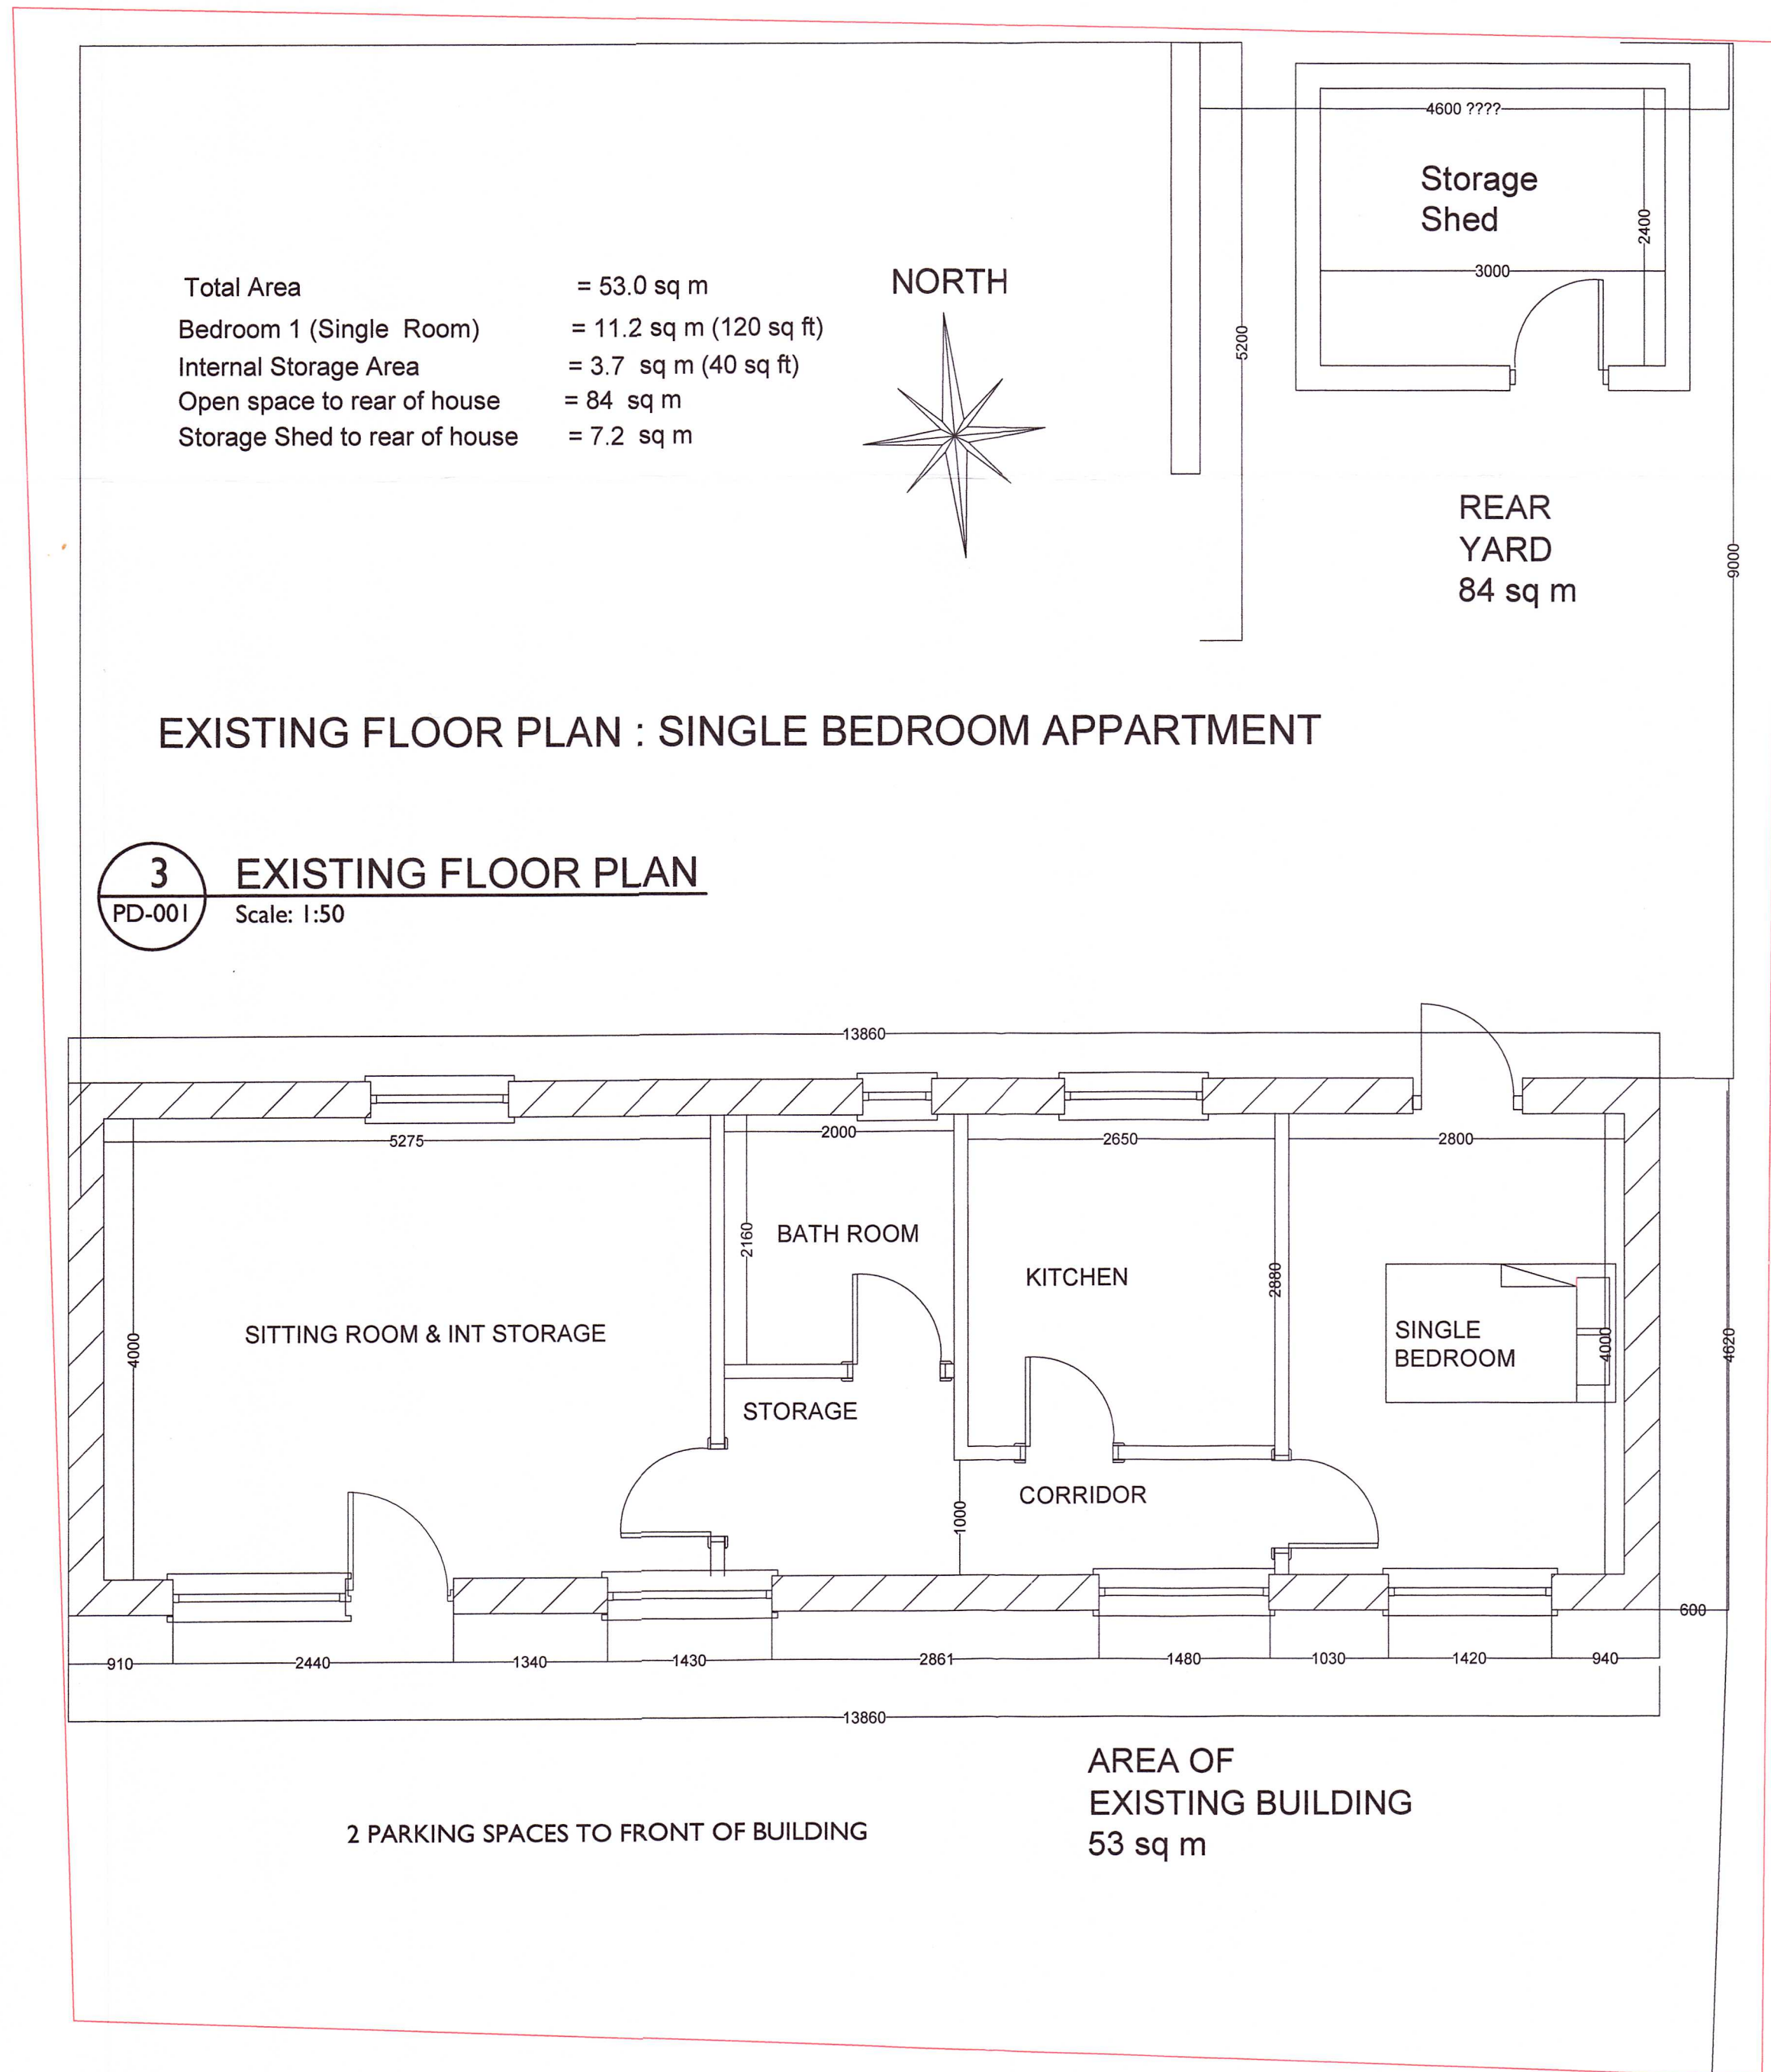 4600 ????
Storage
Shed
2400
3000
Total Area = 53.0 sq m
Bedroom 1 (Single Room) = 11.2 sq m (120 sq ft)
Internal Storage Area = 3.7 sq m (40 sq ft)
Open space to rear of house = 84 sq m
Storage Shed to rear of house = 7.2 sq m
NORTH
5200
REAR
YARD
84 sq m
9000
EXISTING FLOOR PLAN : SINGLE BEDROOM APPARTMENT
3
PD-001
EXISTING FLOOR PLAN
Scale: 1:50
13860
5275
2000
2650
2800
2160
BATH ROOM
KITCHEN
2880
SITTING ROOM & INT STORAGE
4000
SINGLE
BEDROOM
4000
4620
STORAGE
CORRIDOR
1000
600
910
2440
1340
1430
2861
1480
1030
1420
940
13860
AREA OF
EXISTING BUILDING
53 sq m
2 PARKING SPACES TO FRONT OF BUILDING